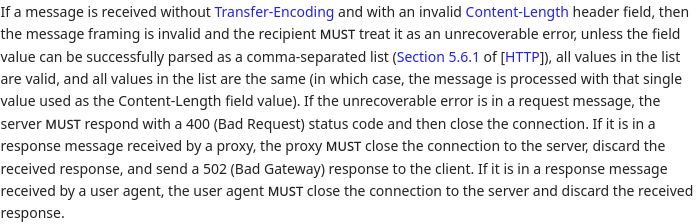 If a message is received without Transfer-Encoding and with an invalid Content-Length header field, then
the message framing is invalid and the recipient MUST treat it as an unrecoverable error, unless the field
value can be successfully parsed as a comma-separated list (Section 5.6.1 of [HTTP]), all values in the list
are valid, and all values in the list are the same (in which case, the message is processed with that single
value used as the Content-Length field value). If the unrecoverable error is in a request message, the
server MUST respond with a 400 (Bad Request) status code and then close the connection. If it is in a
response message received by a proxy, the proxy MUST close the connection to the server, discard the
received response, and send a 502 (Bad Gateway) response to the client. If it is in a response message
received by a user agent, the user agent MUST close the connection to the server and discard the received
response.